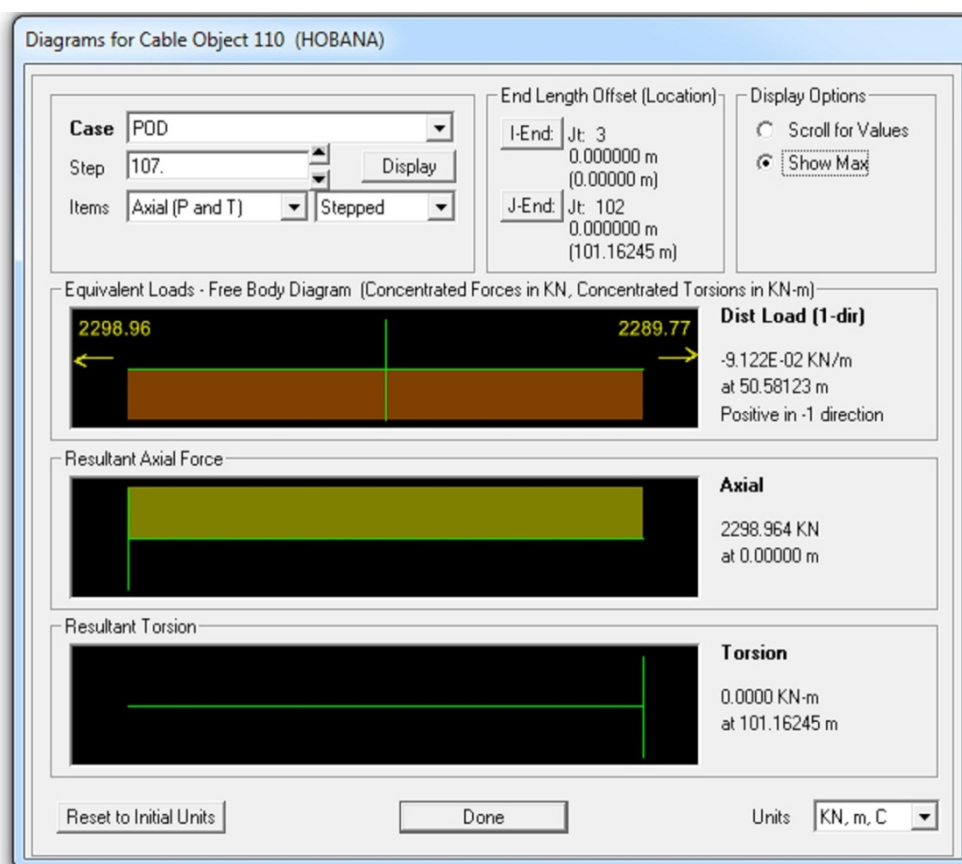 Diagrams for Cable Object 110 (HOBANA)
Case POD
Step 107. Display
Items Axial (P and T) Stepped
End Length Offset (Location)
I-End: Jt: 3
0.000000 m
(0.00000 m)
J-End: Jt: 102
0.000000 m
(101.16245 m)
Display Options
Scroll for Values
Show Max
Equivalent Loads - Free Body Diagram (Concentrated Forces in KN, Concentrated Torsions in KN-m)
2298.96 2289.77
Dist Load (1-dir)
-9.122E-02 KN/m
at 50.58123 m
Positive in -1 direction
Resultant Axial Force
Axial
2298.964 KN
at 0.00000 m
Resultant Torsion
Torsion
0.0000 KN-m
at 101.16245 m
Reset to Initial Units Done Units KN, m, C